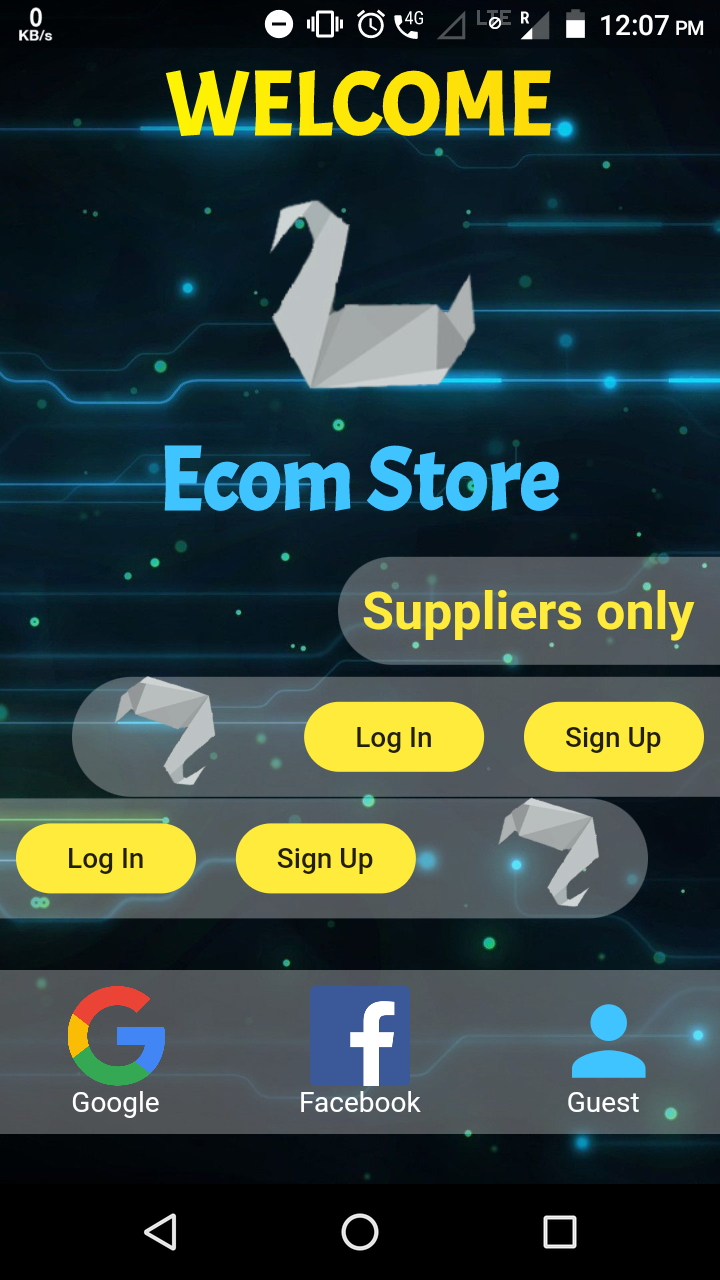 0
KB/s
4G
LTE
R
12:07 PM
WELCOME
Ecom Store
Suppliers only
Log In Sign Up
Log In Sign Up
Google Facebook Guest